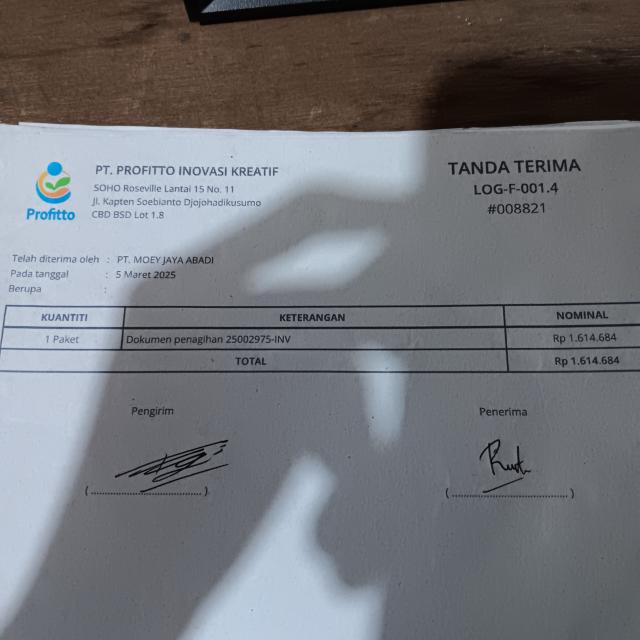 PT. PROFITTO INOVASI KREATIF
SOHO Roseville Lantai 15 No. 11
Jl. Kapten Soebianto Djojohadikusumo
CBD BSD Lot 1.8
Profitto
TANDA TERIMA
LOG-F-001.4
#008821
Telah diterima oleh : PT. MOEY JAYA ABADI
Pada tanggal : 5 Maret 2025
Berupa :
KUANTITI KETERANGAN NOMINAL
1 Paket Dokumen penagihan 25002975-INV Rp 1.614.684
TOTAL Rp 1.614.684
Pengirim Penerima